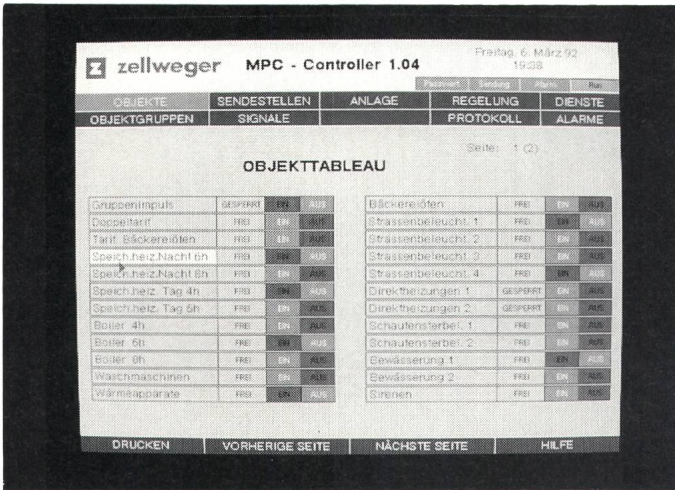 zellweger MPC - Controller 1.04 Freitag, 6. März 92
19:38
Passwort Sending Alarm Run
OBJEKTE SENDESTELLEN ANLAGE REGELUNG DIENSTE
OBJEKTGRUPPEN SIGNALE PROTOKOLL ALARME
Seite: 1 (2)
OBJEKTTABLEAU
Gruppenimpuls GESPERRT EIN AUS
Doppeltarif FREI EIN AUS
Tarif Bäckereiöfen FREI EIN AUS
Speich.heiz.Nacht 6h FREI EIN AUS
Speich.heiz.Nacht 8h FREI EIN AUS
Speich.heiz. Tag 4h FREI EIN AUS
Speich.heiz. Tag 6h FREI EIN AUS
Boiler 4h FREI EIN AUS
Boiler 6h FREI EIN AUS
Boiler 8h FREI EIN AUS
Waschmaschinen FREI EIN AUS
Wärmeapparate FREI EIN AUS
Bäckereiöfen FREI EIN AUS
Strassenbeleucht. 1 FREI EIN AUS
Strassenbeleucht. 2 FREI EIN AUS
Strassenbeleucht. 3 FREI EIN AUS
Strassenbeleucht. 4 FREI EIN AUS
Direktheizungen 1 GESPERRT EIN AUS
Direktheizungen 2 GESPERRT EIN AUS
Schaufensterbel. 1 FREI EIN AUS
Schaufensterbel. 2 FREI EIN AUS
Bewässerung 1 FREI EIN AUS
Bewässerung 2 FREI EIN AUS
Sirenen FREI EIN AUS
DRUCKEN VORHERIGE SEITE NÄCHSTE SEITE HILFE